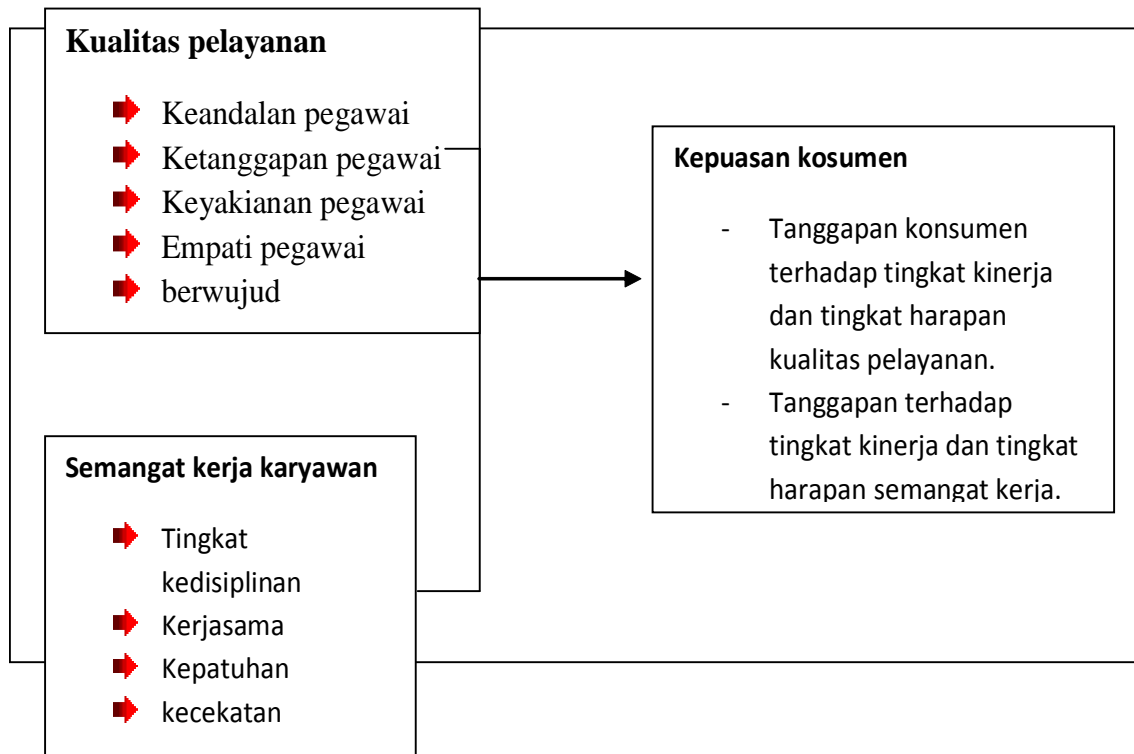 Kualitas pelayanan
Keandalan pegawai
Ketanggapan pegawai
Keyakianan pegawai
Empati pegawai
berwujud
Semangat kerja karyawan
Tingkat
kedisiplinan
Kerjasama
Kepatuhan
kecekatan
Kepuasan kosumen
- Tanggapan konsumen
terhadap tingkat kinerja
dan tingkat harapan
kualitas pelayanan.
- Tanggapan terhadap
tingkat kinerja dan tingkat
harapan semangat kerja.